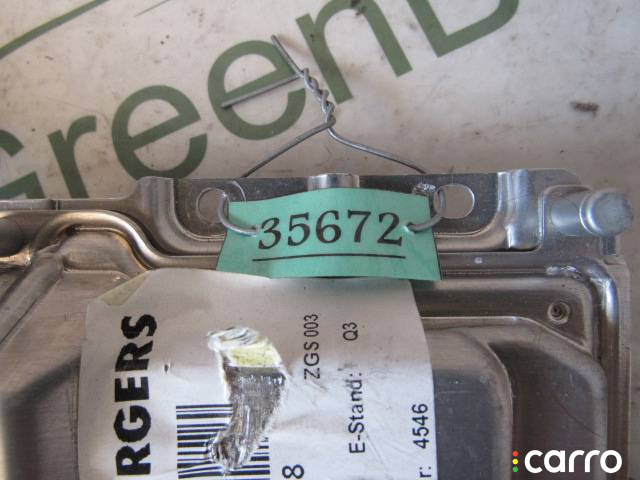 GreenD
35672
RGERS
ZGS 003
E-Stand: Q3
8
r: 4546
carro